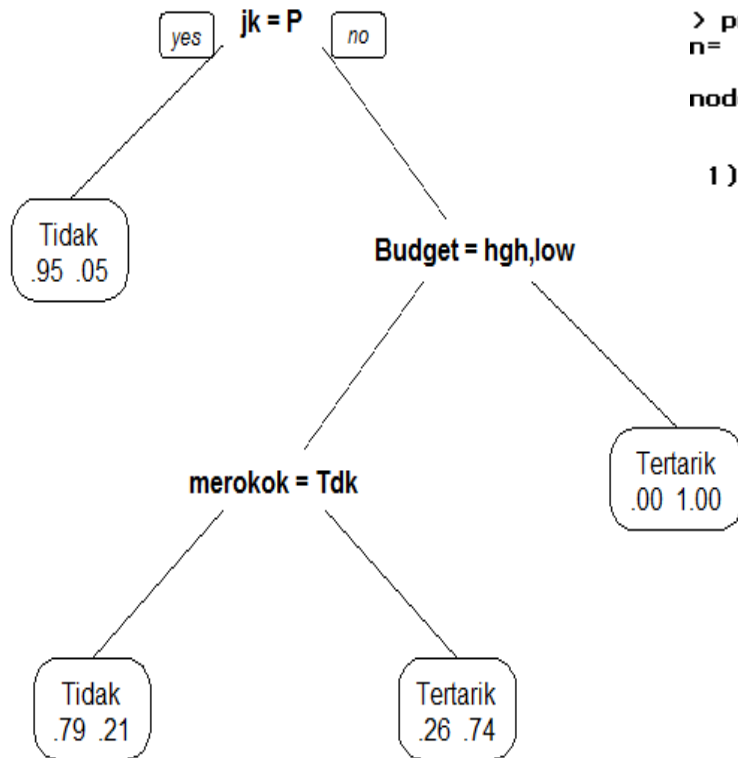 jk = P
yes
no
> p
n=
nod
1 )
Tidak
.95 .05
Budget = hgh,low
Tertarik
.00 1.00
merokok = Tdk
Tidak
.79 .21
Tertarik
.26 .74